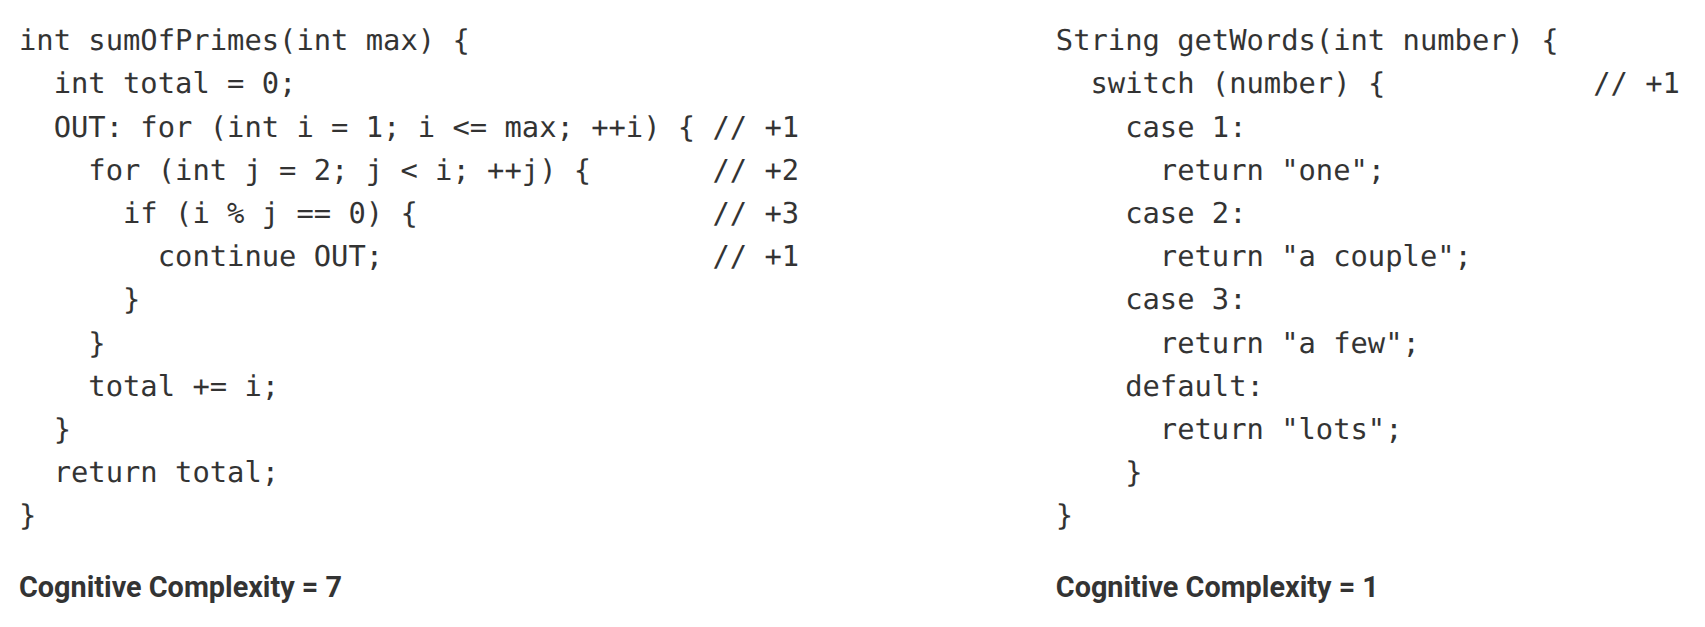 int sumOfPrimes(int max) {
  int total = 0;
  OUT: for (int i = 1; i <= max; ++i) { // +1
    for (int j = 2; j < i; ++j) {       // +2
      if (i % j == 0) {                 // +3
        continue OUT;                   // +1
      }
    }
    total += i;
  }
  return total;
}
Cognitive Complexity = 7
String getWords(int number) {
  switch (number) {            // +1
    case 1:
      return "one";
    case 2:
      return "a couple";
    case 3:
      return "a few";
    default:
      return "lots";
    }
}
Cognitive Complexity = 1